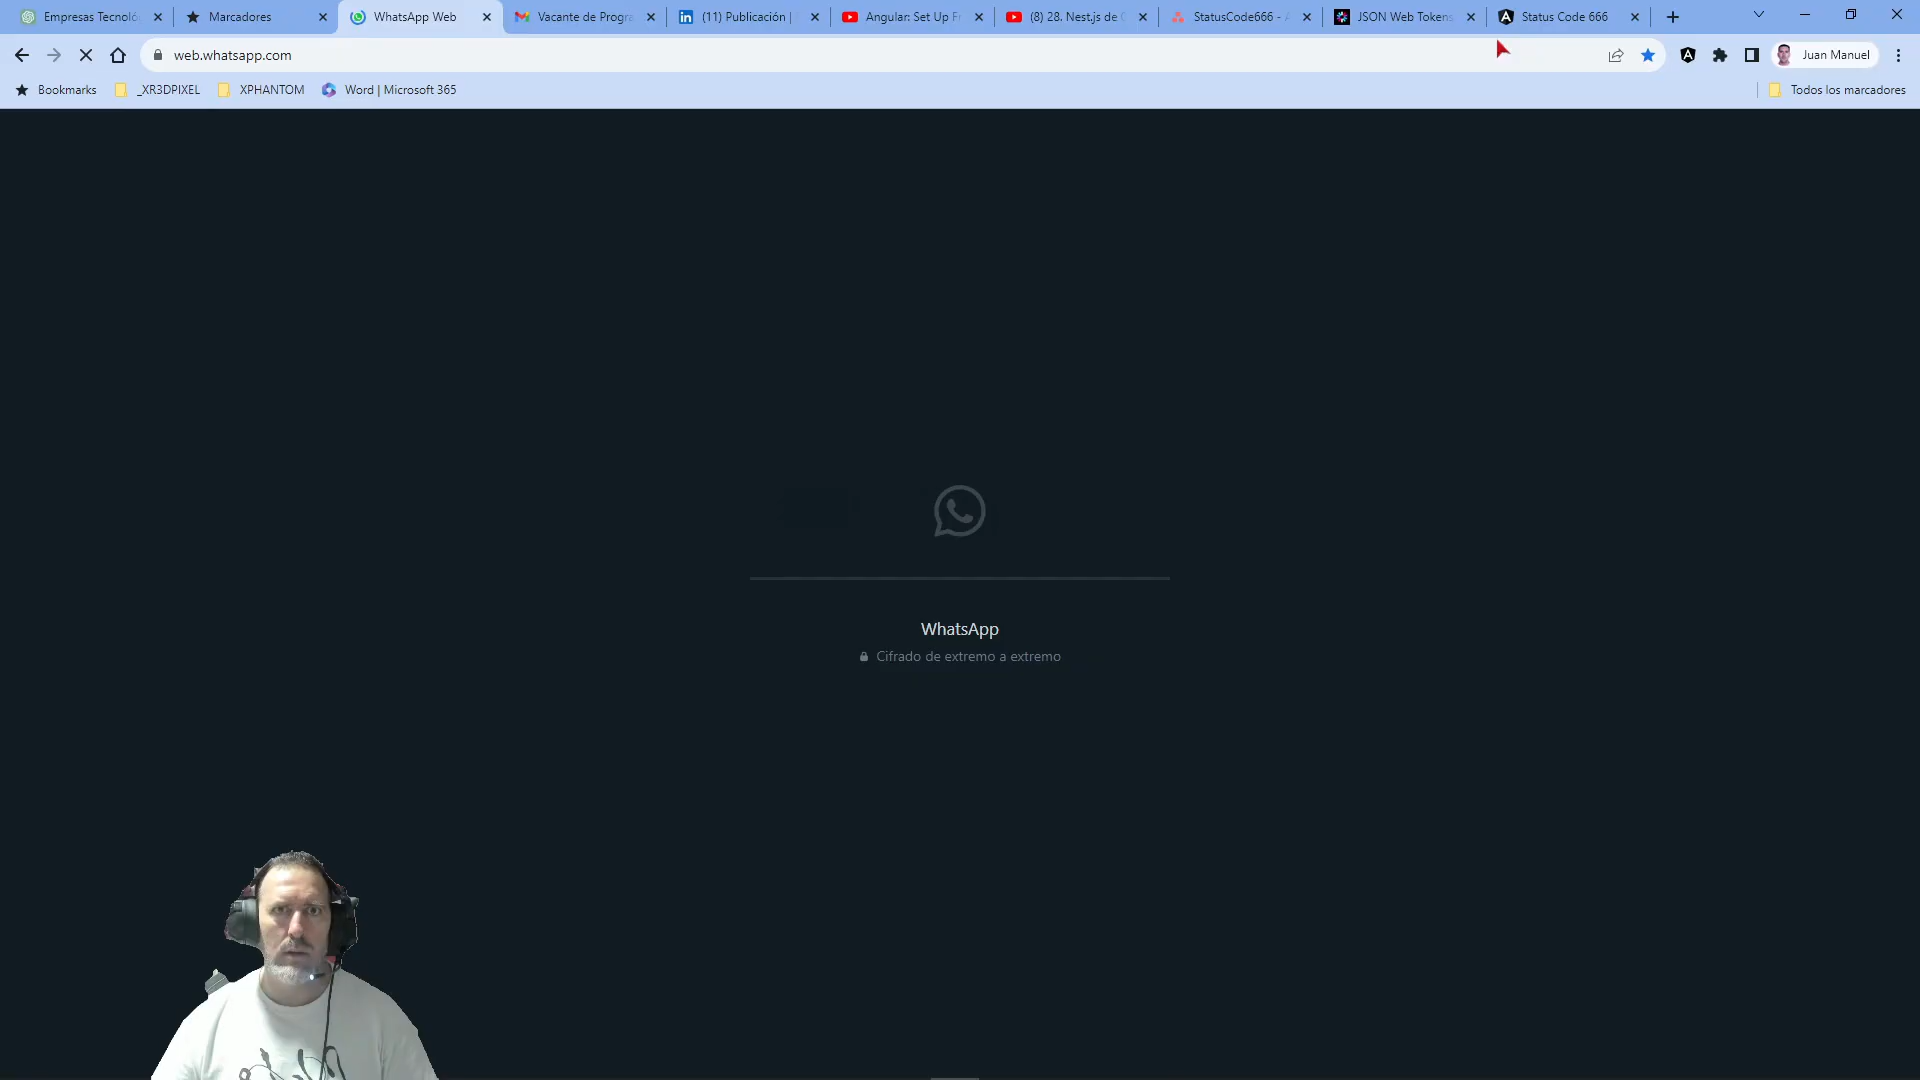 Empresas Tecnoló
Marcadores
WhatsApp Web
Vacante de Progra
(11) Publicación |
Angular: Set Up Fr
(8) 28. Nest.js de
StatusCode666 -
JSON Web Tokens
Status Code 666
web.whatsapp.com
Juan Manuel
Bookmarks
_XR3DPIXEL
XPHANTOM
Word | Microsoft 365
Todos los marcadores
WhatsApp
Cifrado de extremo a extremo